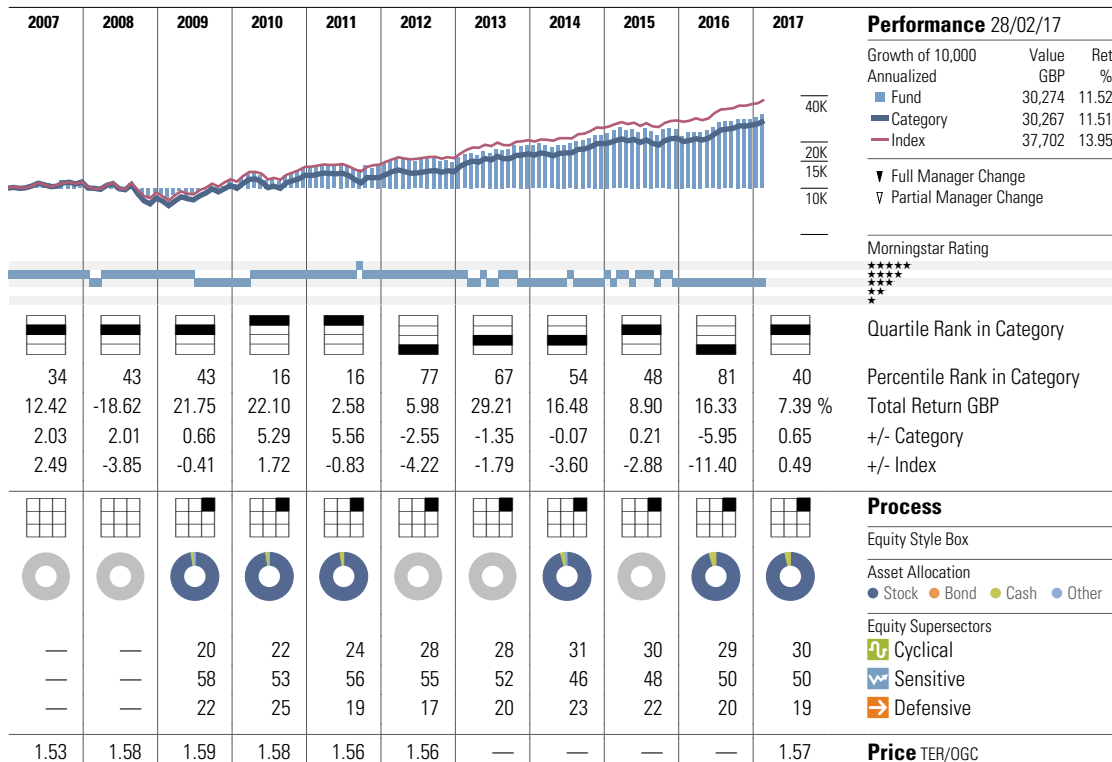 2007 2008 2009 2010 2011 2012 2013 2014 2015 2016 2017
Performance 28/02/17
Growth of 10,000 Value Ret
Annualized GBP %
Fund 30,274 11.52
Category 30,267 11.51
Index 37,702 13.95
Full Manager Change
Partial Manager Change
40K
20K
15K
10K
Morningstar Rating
★★★★★
★★★★
★★★
★★
★
Quartile Rank in Category
34 43 43 16 16 77 67 54 48 81 40 Percentile Rank in Category
12.42 -18.62 21.75 22.10 2.58 5.98 29.21 16.48 8.90 16.33 7.39 % Total Return GBP
2.03 2.01 0.66 5.29 5.56 -2.55 -1.35 -0.07 0.21 -5.95 0.65 +/- Category
2.49 -3.85 -0.41 1.72 -0.83 -4.22 -1.79 -3.60 -2.88 -11.40 0.49 +/- Index
Process
Equity Style Box
Asset Allocation
Stock Bond Cash Other
Equity Supersectors
— — 20 22 24 28 28 31 30 29 30 Cyclical
— — 58 53 56 55 52 46 48 50 50 Sensitive
— — 22 25 19 17 20 23 22 20 19 Defensive
1.53 1.58 1.59 1.58 1.56 1.56 — — — — 1.57 Price TER/OGC